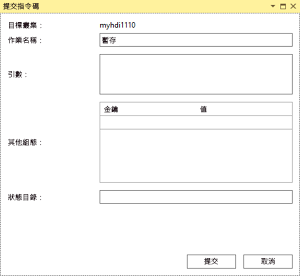 提交指令碼
目標叢集： myhdi1110
作業名稱： 暫存
引數：
金鑰 值
其他組態：
狀態目錄：
提交 取消